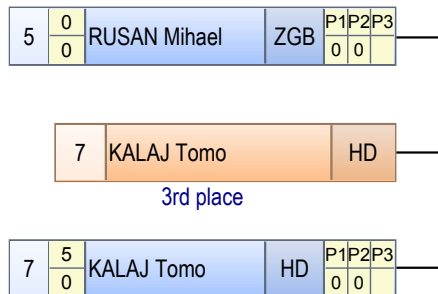 5 0 0 RUSAN Mihael ZGB P1 P2 P3 0 0
7 KALAJ Tomo HD
3rd place
7 5 0 KALAJ Tomo HD P1 P2 P3 0 0